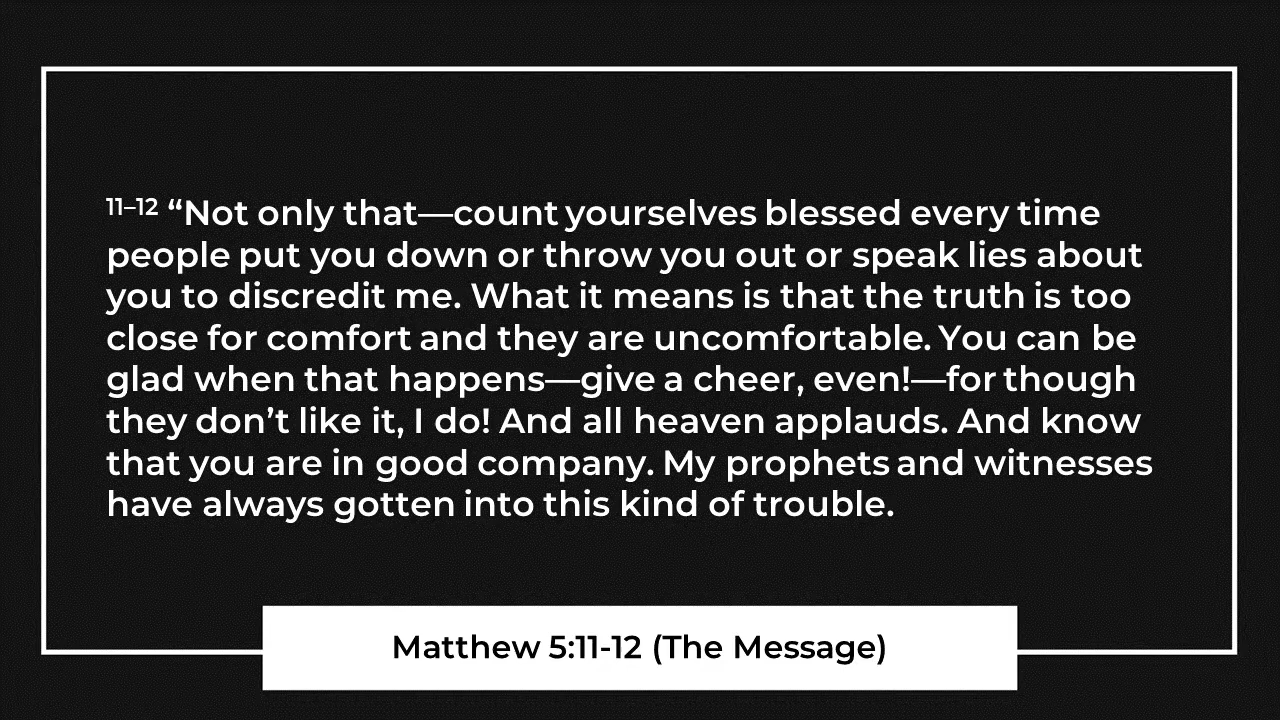 11–12 “Not only that—count yourselves blessed every time
people put you down or throw you out or speak lies about
you to discredit me. What it means is that the truth is too
close for comfort and they are uncomfortable. You can be
glad when that happens—give a cheer, even!—for though
they don’t like it, I do! And all heaven applauds. And know
that you are in good company. My prophets and witnesses
have always gotten into this kind of trouble.
Matthew 5:11-12 (The Message)